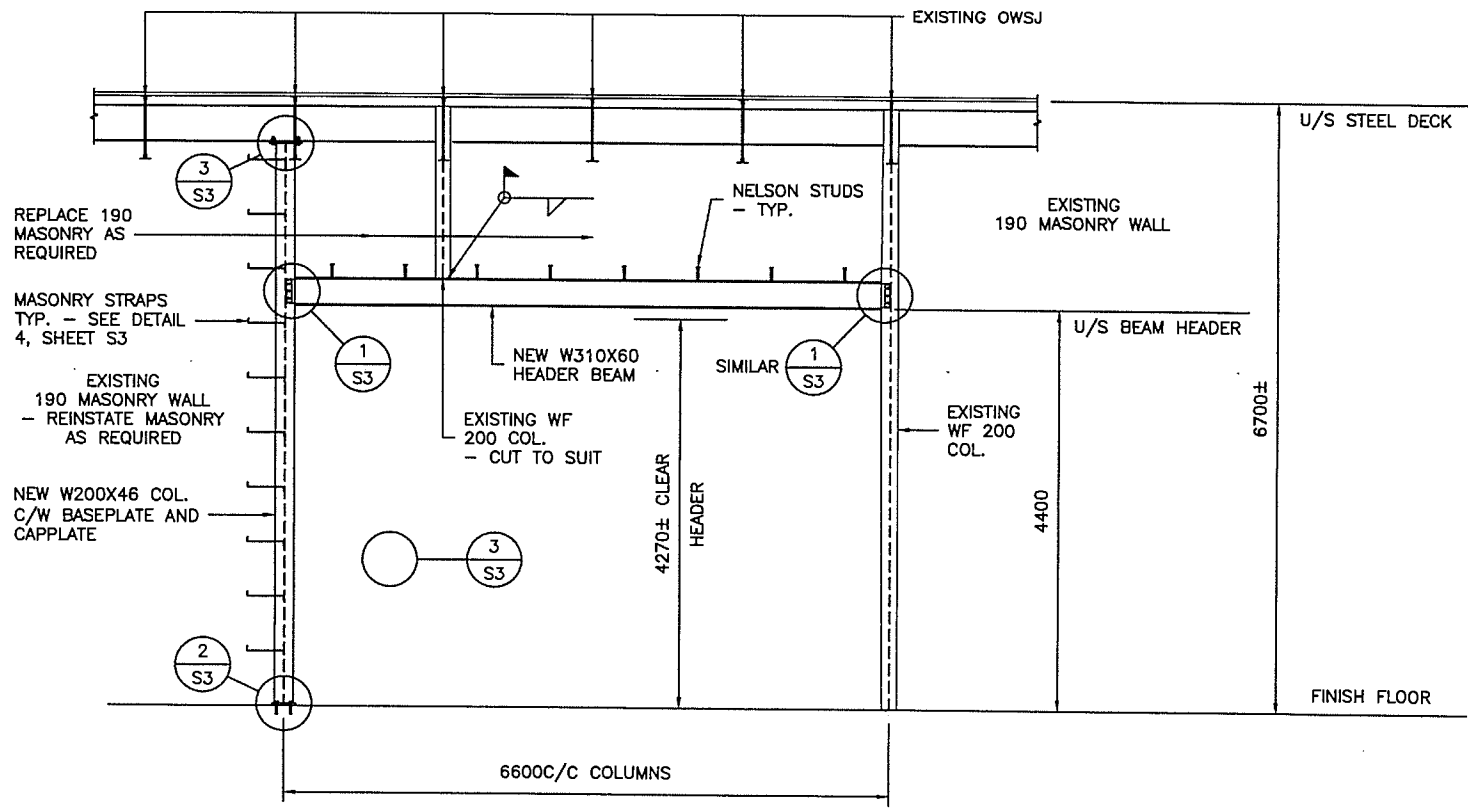 EXISTING OWSJ
U/S STEEL DECK
3
S3
NELSON STUDS
– TYP.
EXISTING
190 MASONRY WALL
REPLACE 190
MASONRY AS
REQUIRED
MASONRY STRAPS
TYP. – SEE DETAIL
4, SHEET S3
U/S BEAM HEADER
1
S3
NEW W310X60
HEADER BEAM
SIMILAR
1
S3
EXISTING
190 MASONRY WALL
– REINSTATE MASONRY
AS REQUIRED
EXISTING WF
200 COL.
– CUT TO SUIT
EXISTING
WF 200
COL.
6700±
4400
4270± CLEAR
HEADER
NEW W200X46 COL.
C/W BASEPLATE AND
CAPPLATE
3
S3
2
S3
FINISH FLOOR
6600C/C COLUMNS